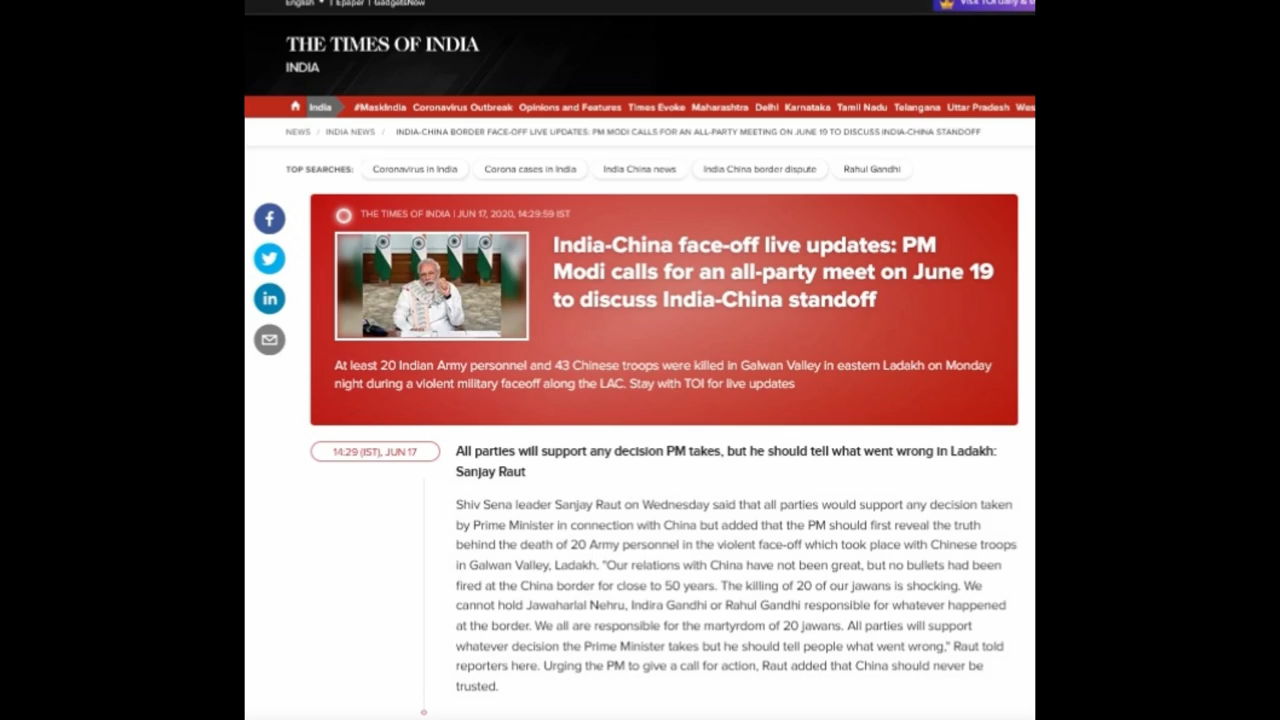 English | Epaper | GadgetsNow
THE TIMES OF INDIA
INDIA
India #MaskIndia Coronavirus Outbreak Opinions and Features Times Evoke Maharashtra Delhi Karnataka Tamil Nadu Telangana Uttar Pradesh Wes
NEWS / INDIA NEWS / INDIA-CHINA BORDER FACE-OFF LIVE UPDATES: PM MODI CALLS FOR AN ALL-PARTY MEETING ON JUNE 19 TO DISCUSS INDIA-CHINA STANDOFF
TOP SEARCHES: Coronavirus in India Corona cases in India India China news India China border dispute Rahul Gandhi
THE TIMES OF INDIA | JUN 17, 2020, 14:29:59 IST
India-China face-off live updates: PM
Modi calls for an all-party meet on June 19
to discuss India-China standoff
At least 20 Indian Army personnel and 43 Chinese troops were killed in Galwan Valley in eastern Ladakh on Monday
night during a violent military faceoff along the LAC. Stay with TOI for live updates
14:29 (IST), JUN 17
All parties will support any decision PM takes, but he should tell what went wrong in Ladakh:
Sanjay Raut
Shiv Sena leader Sanjay Raut on Wednesday said that all parties would support any decision taken
by Prime Minister in connection with China but added that the PM should first reveal the truth
behind the death of 20 Army personnel in the violent face-off which took place with Chinese troops
in Galwan Valley, Ladakh. "Our relations with China have not been great, but no bullets had been
fired at the China border for close to 50 years. The killing of 20 of our jawans is shocking. We
cannot hold Jawaharlal Nehru, Indira Gandhi or Rahul Gandhi responsible for whatever happened
at the border. We all are responsible for the martyrdom of 20 jawans. All parties will support
whatever decision the Prime Minister takes but he should tell people what went wrong," Raut told
reporters here. Urging the PM to give a call for action, Raut added that China should never be
trusted.